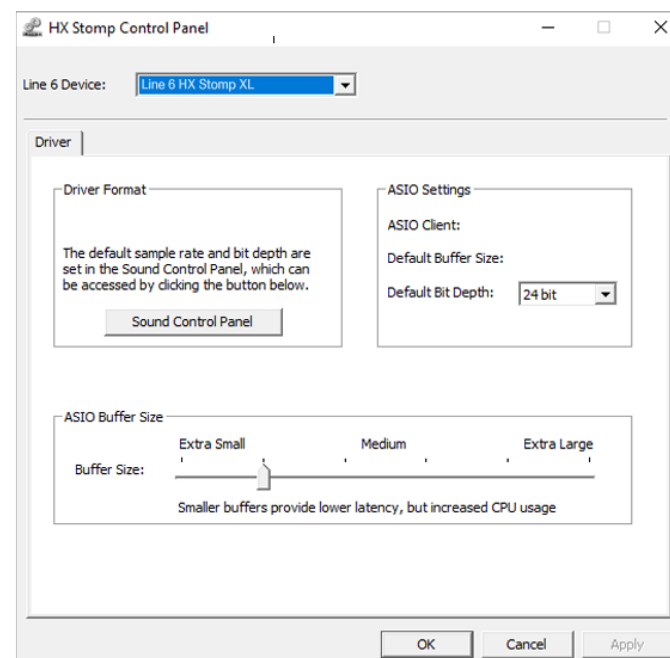 HX Stomp Control Panel
Line 6 Device: Line 6 HX Stomp XL
Driver
Driver Format
The default sample rate and bit depth are
set in the Sound Control Panel, which can
be accessed by clicking the button below.
Sound Control Panel
ASIO Settings
ASIO Client:
Default Buffer Size:
Default Bit Depth: 24 bit
ASIO Buffer Size
Extra Small Medium Extra Large
Buffer Size:
Smaller buffers provide lower latency, but increased CPU usage
OK Cancel Apply